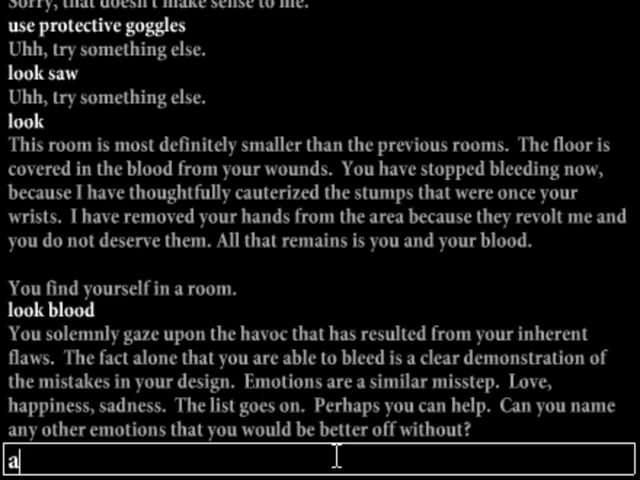 Sorry, that doesn't make sense to me.
use protective goggles
Uhh, try something else.
look saw
Uhh, try something else.
look
This room is most definitely smaller than the previous rooms.  The floor is
covered in the blood from your wounds.  You have stopped bleeding now,
because I have thoughtfully cauterized the stumps that were once your
wrists.  I have removed your hands from the area because they revolt me and
you do not deserve them. All that remains is you and your blood.
You find yourself in a room.
look blood
You solemnly gaze upon the havoc that has resulted from your inherent
flaws.  The fact alone that you are able to bleed is a clear demonstration of
the mistakes in your design.  Emotions are a similar misstep.  Love,
happiness, sadness.  The list goes on.  Perhaps you can help.  Can you name
any other emotions that you would be better off without?
a